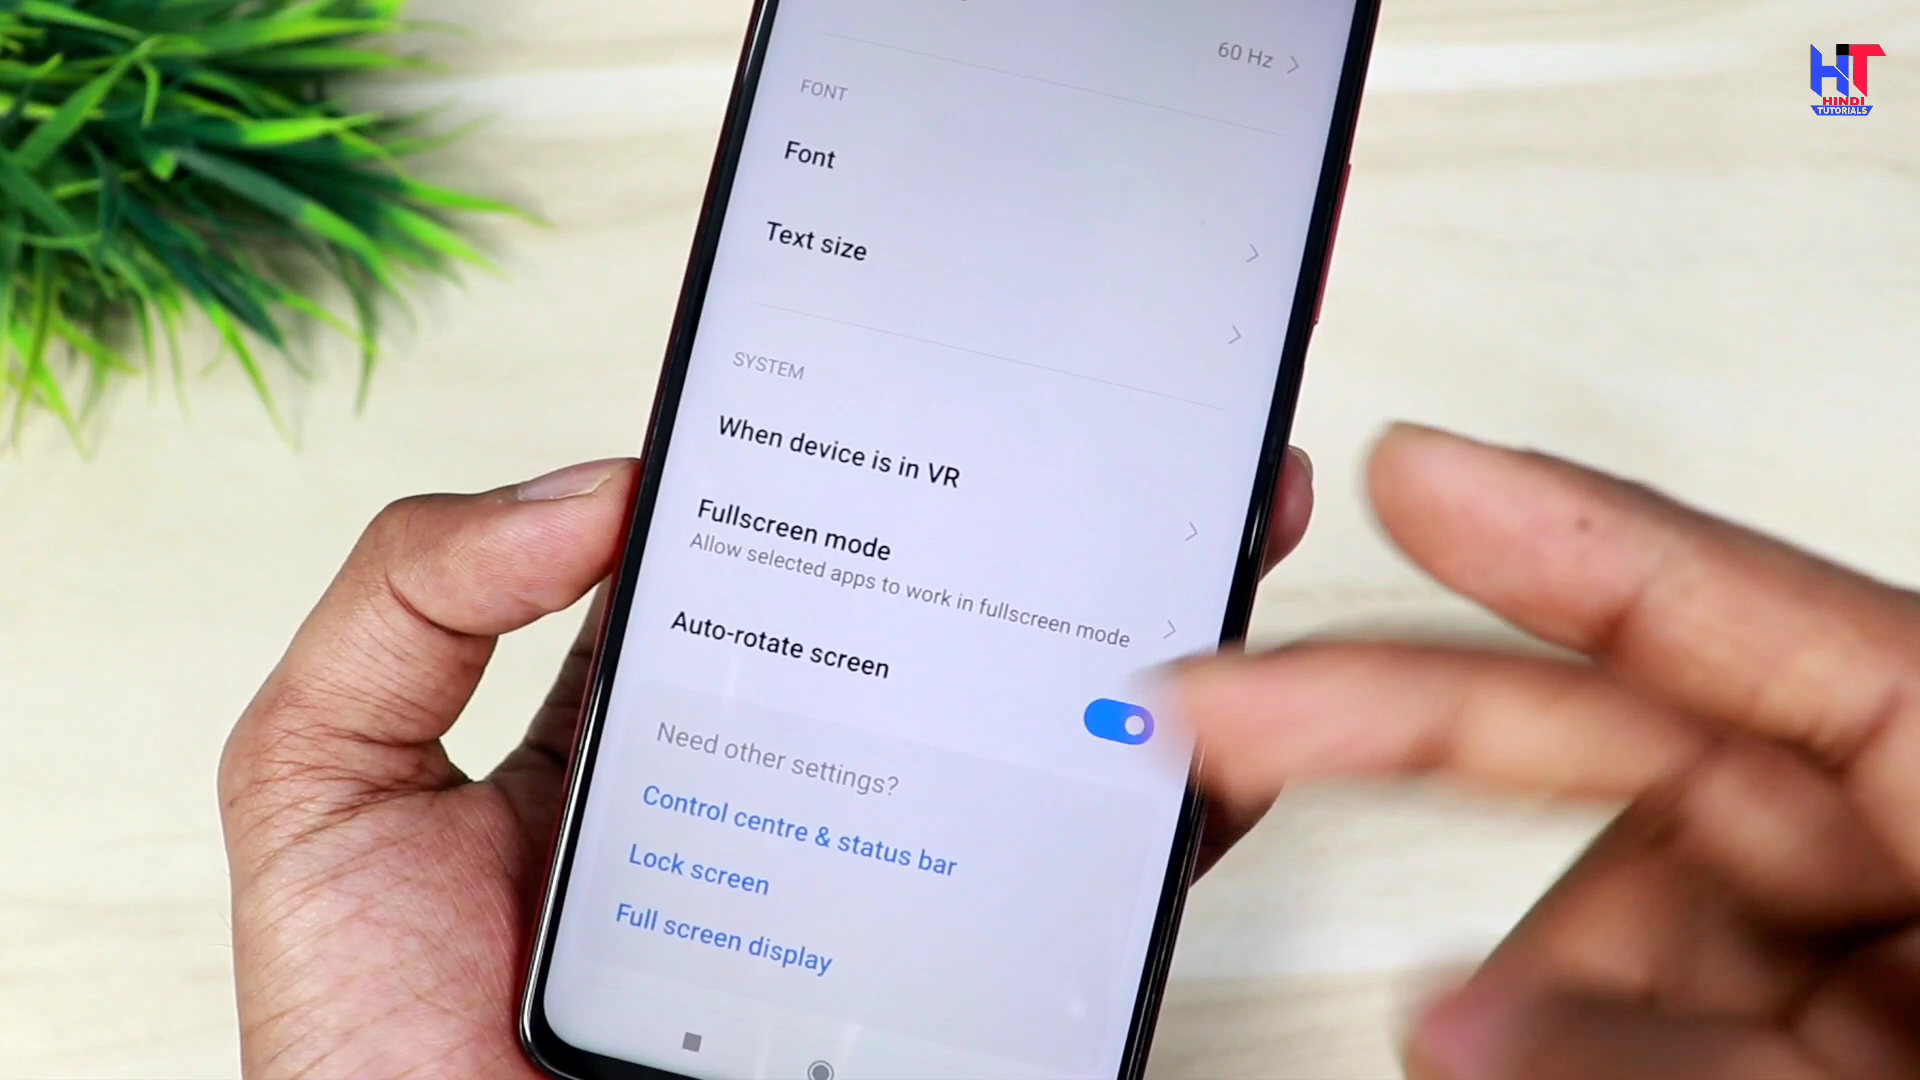 60 Hz
FONT
Font
Text size
SYSTEM
When device is in VR
Fullscreen mode
Allow selected apps to work in fullscreen mode
Auto-rotate screen
Need other settings?
Control centre & status bar
Lock screen
Full screen display
HT
HINDI
TUTORIALS